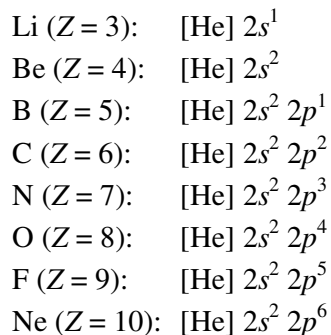 Li (Z = 3): [He] 2s¹
Be (Z = 4): [He] 2s²
B (Z = 5): [He] 2s² 2p¹
C (Z = 6): [He] 2s² 2p²
N (Z = 7): [He] 2s² 2p³
O (Z = 8): [He] 2s² 2p⁴
F (Z = 9): [He] 2s² 2p⁵
Ne (Z = 10): [He] 2s² 2p⁶